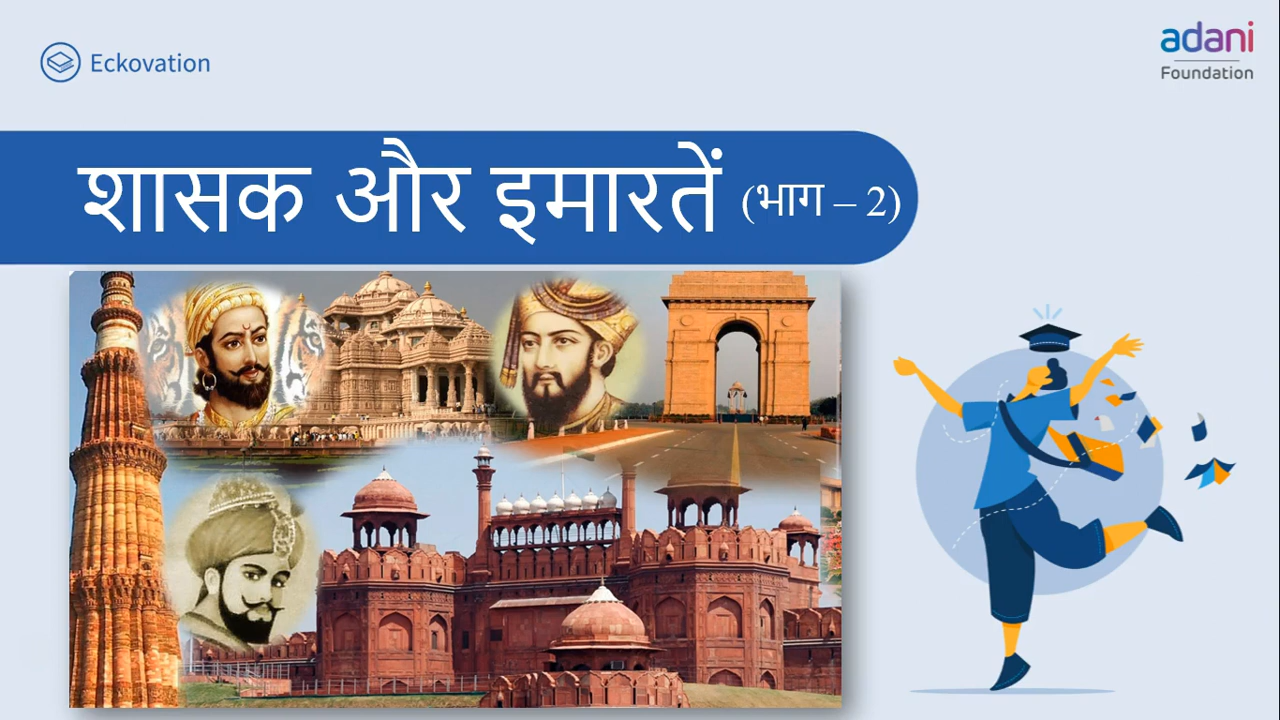 Eckovation
adani
Foundation
शासक और इमारतें (भाग – 2)